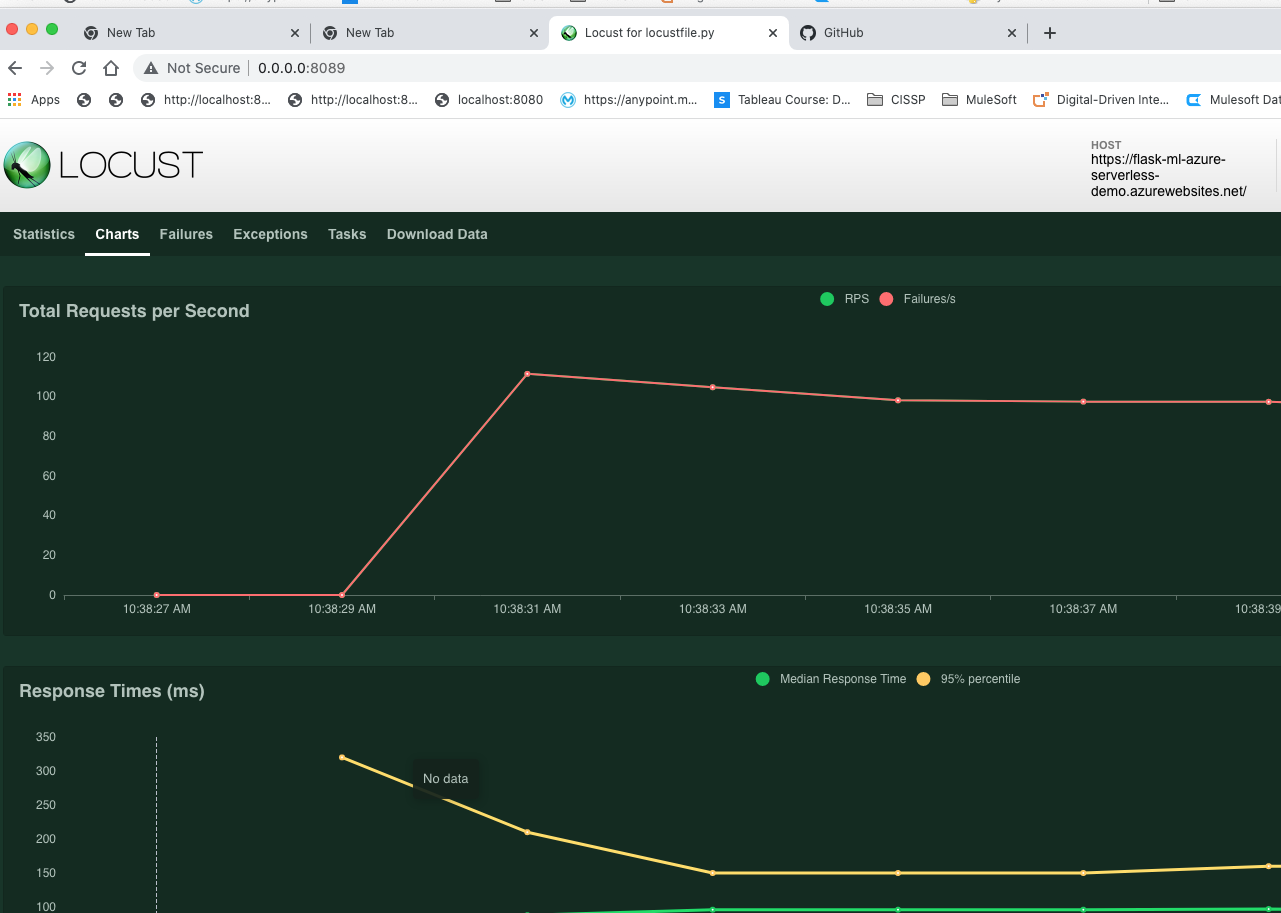 New Tab
New Tab
Locust for locustfile.py
GitHub
Not Secure
0.0.0.0:8089
Apps
http://localhost:8...
http://localhost:8...
localhost:8080
https://anypoint.m...
S
Tableau Course: D...
CISSP
MuleSoft
Digital-Driven Inte...
Mulesoft Dat
LOCUST
HOST
https://flask-ml-azure-
serverless-
demo.azurewebsites.net/
Statistics
Charts
Failures
Exceptions
Tasks
Download Data
Total Requests per Second
RPS
Failures/s
120
100
80
60
40
20
0
10:38:27 AM
10:38:29 AM
10:38:31 AM
10:38:33 AM
10:38:35 AM
10:38:37 AM
10:38:39
Response Times (ms)
Median Response Time
95% percentile
350
300
250
200
150
100
No data